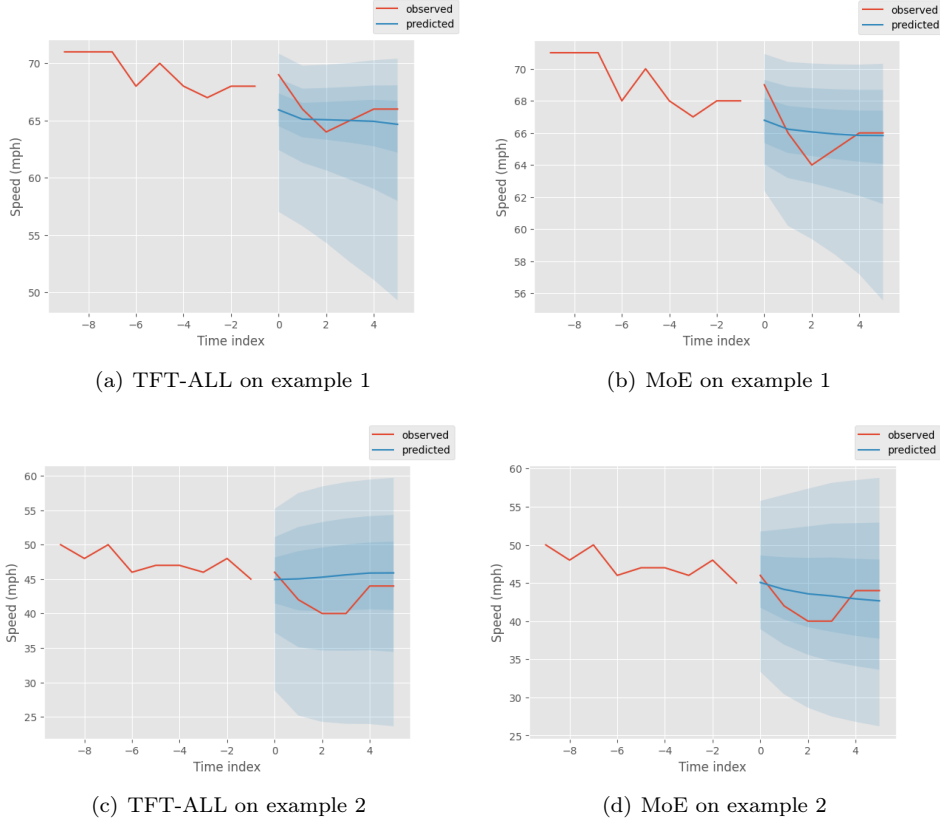 observed
predicted
70
65
60
55
50
Speed (mph)
−8 −6 −4 −2 0 2 4
Time index
(a) TFT-ALL on example 1
observed
predicted
70
68
66
64
62
60
58
56
Speed (mph)
−8 −6 −4 −2 0 2 4
Time index
(b) MoE on example 1
observed
predicted
60
55
50
45
40
35
30
25
Speed (mph)
−8 −6 −4 −2 0 2 4
Time index
(c) TFT-ALL on example 2
observed
predicted
60
55
50
45
40
35
30
25
Speed (mph)
−8 −6 −4 −2 0 2 4
Time index
(d) MoE on example 2